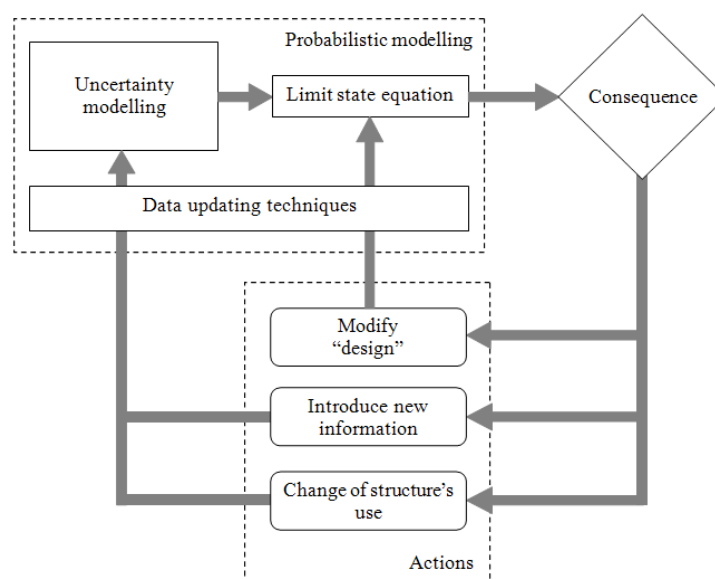 Probabilistic modelling
Uncertainty
modelling
Limit state equation
Consequence
Data updating techniques
Modify
“design”
Introduce new
information
Change of structure’s
use
Actions